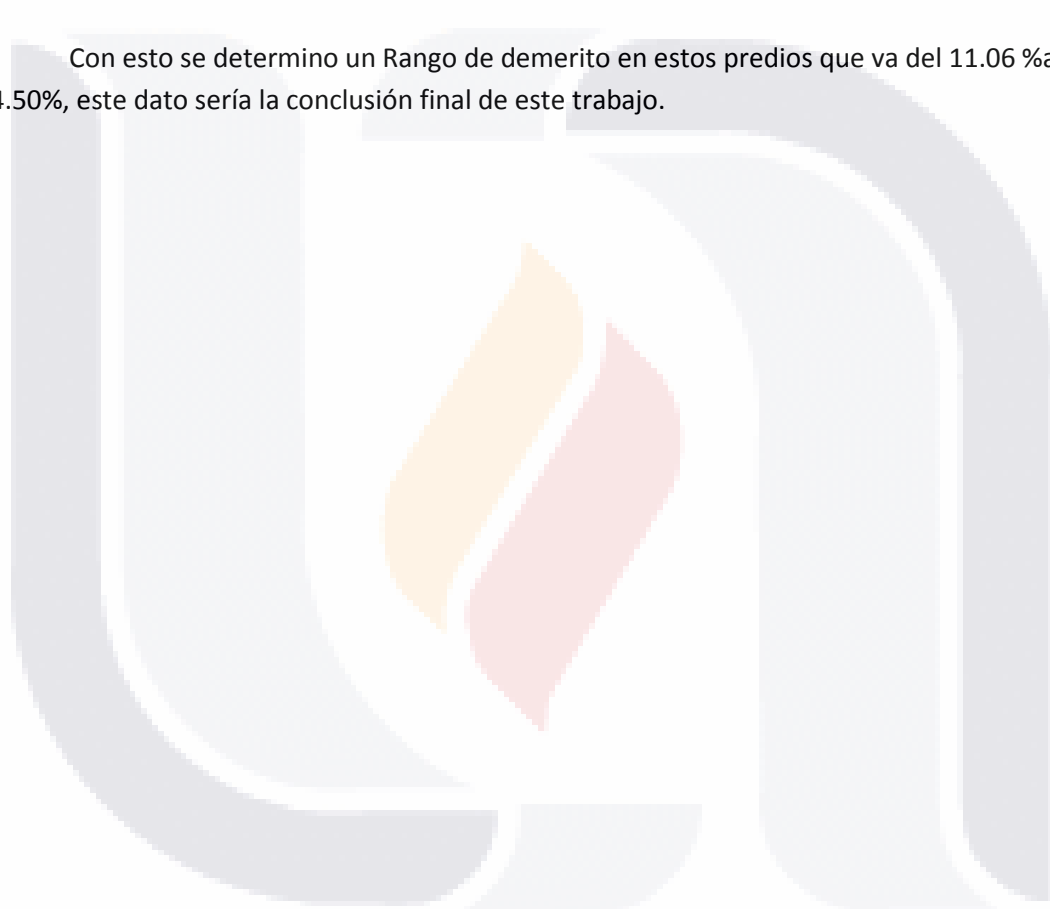 Con esto se determino un Rango de demerito en estos predios que va del 11.06 %a
4.50%, este dato sería la conclusión final de este trabajo.